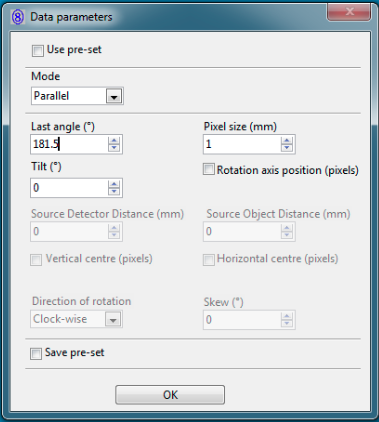 8 Data parameters
Use pre-set
Mode
Parallel
Last angle (°) Pixel size (mm)
181.5 1
Tilt (°) Rotation axis position (pixels)
0
Source Detector Distance (mm) Source Object Distance (mm)
0 0
Vertical centre (pixels) Horizontal centre (pixels)
Direction of rotation Skew (°)
Clock-wise 0
Save pre-set
OK